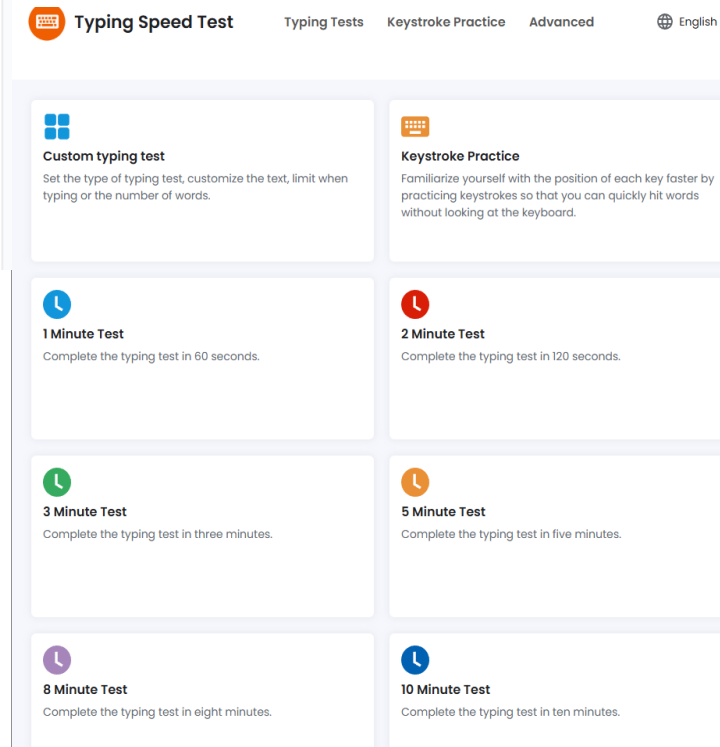 Typing Speed Test
Typing Tests
Keystroke Practice
Advanced
English
Custom typing test
Set the type of typing test, customize the text, limit when
typing or the number of words.
Keystroke Practice
Familiarize yourself with the position of each key faster by
practicing keystrokes so that you can quickly hit words
without looking at the keyboard.
1 Minute Test
Complete the typing test in 60 seconds.
2 Minute Test
Complete the typing test in 120 seconds.
3 Minute Test
Complete the typing test in three minutes.
5 Minute Test
Complete the typing test in five minutes.
8 Minute Test
Complete the typing test in eight minutes.
10 Minute Test
Complete the typing test in ten minutes.